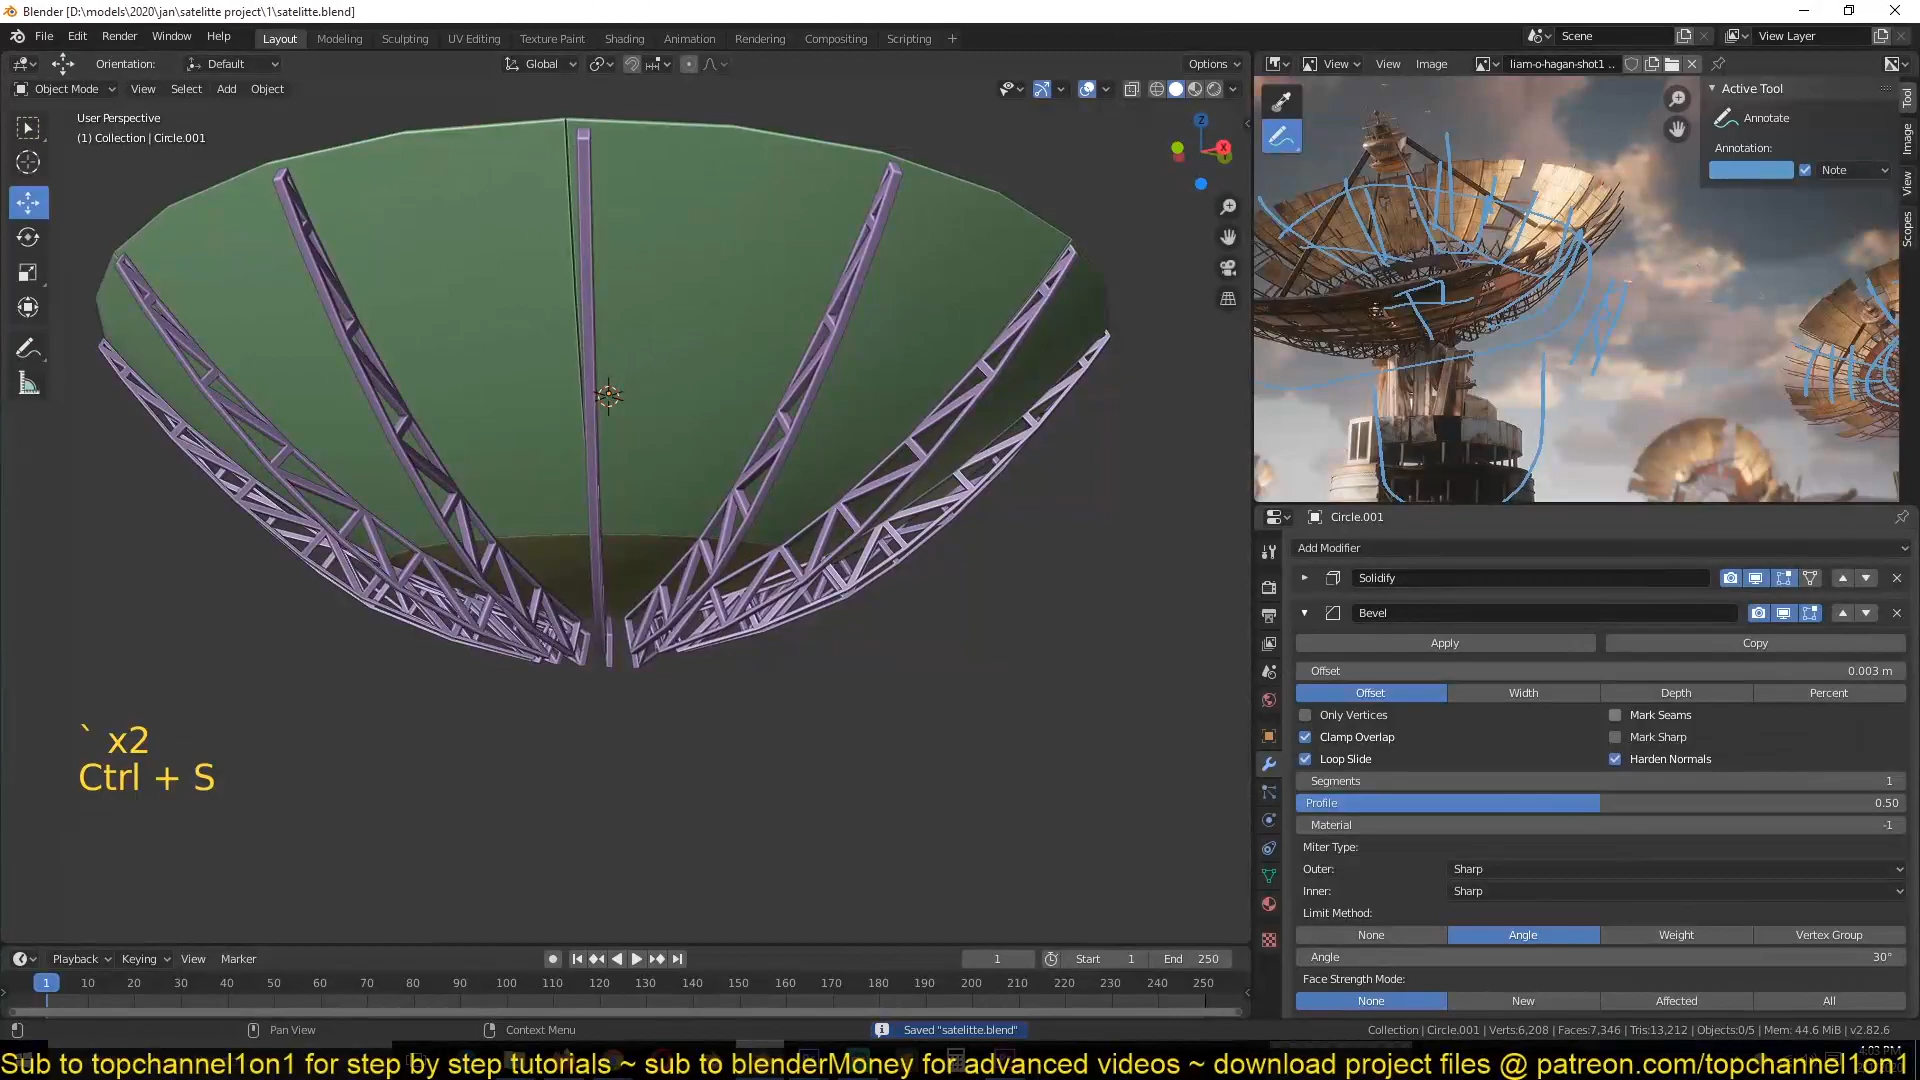 Blender [D:\models\2020\jan\satelitte project\1\satelitte.blend]
File Edit Render Window Help
Layout Modeling Sculpting UV Editing Texture Paint Shading Animation Rendering Compositing Scripting
Scene
View Layer
Orientation: Default
Global
Options
View View Image
liam-o-hagan-shot1 ..
Object Mode View Select Add Object
User Perspective
(1) Collection | Circle.001
Z
X
Y
Active Tool
Annotate
Annotation:
Note
Tool
Image
View
Scopes
Circle.001
Add Modifier
Solidify
Bevel
Apply Copy
Offset 0.003 m
Offset Width Depth Percent
Only Vertices Mark Seams
Clamp Overlap Mark Sharp
Loop Slide Harden Normals
Segments 1
Profile 0.50
Material -1
Miter Type:
Outer: Sharp
Inner: Sharp
Limit Method:
None Angle Weight Vertex Group
Angle 30°
Face Strength Mode:
None New Affected All
` x2
Ctrl + S
Playback Keying View Marker
1 Start 1 End 250
1 10 20 30 40 50 60 70 80 90 100 110 120 130 140 150 160 170 180 190 200 210 220 230 240 250
Pan View
Context Menu
Saved "satelitte.blend"
Collection | Circle.001 | Verts:6,208 | Faces:7,346 | Tris:13,212 | Objects:0/5 | Mem: 44.6 MiB | v2.82.6
4:03 PM
Sub to topchannel1on1 for step by step tutorials ~ sub to blenderMoney for advanced videos ~ download project files @ patreon.com/topchannel1on1